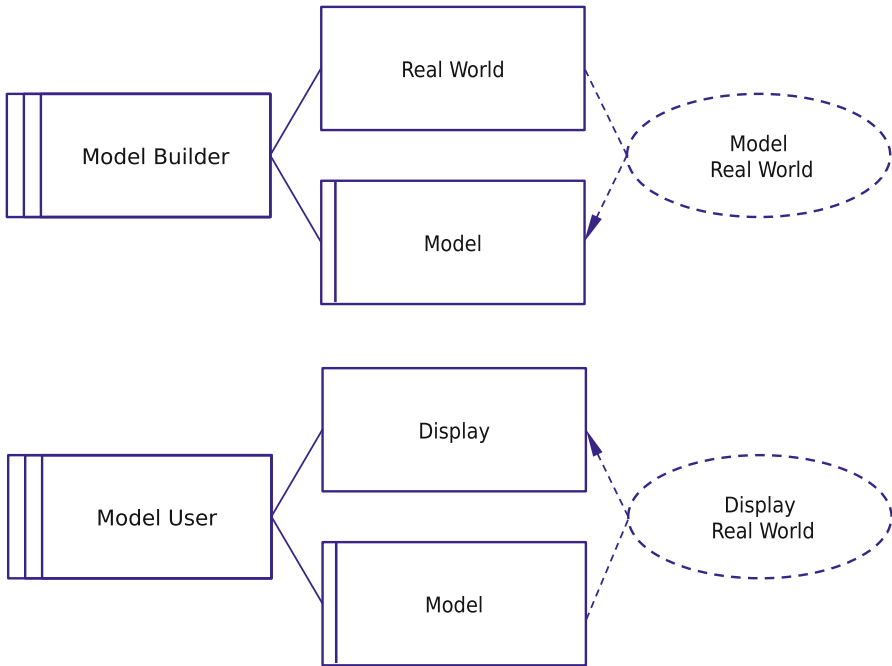 Real World
Model Builder
Model
Real World
Model
Display
Model User
Display
Real World
Model